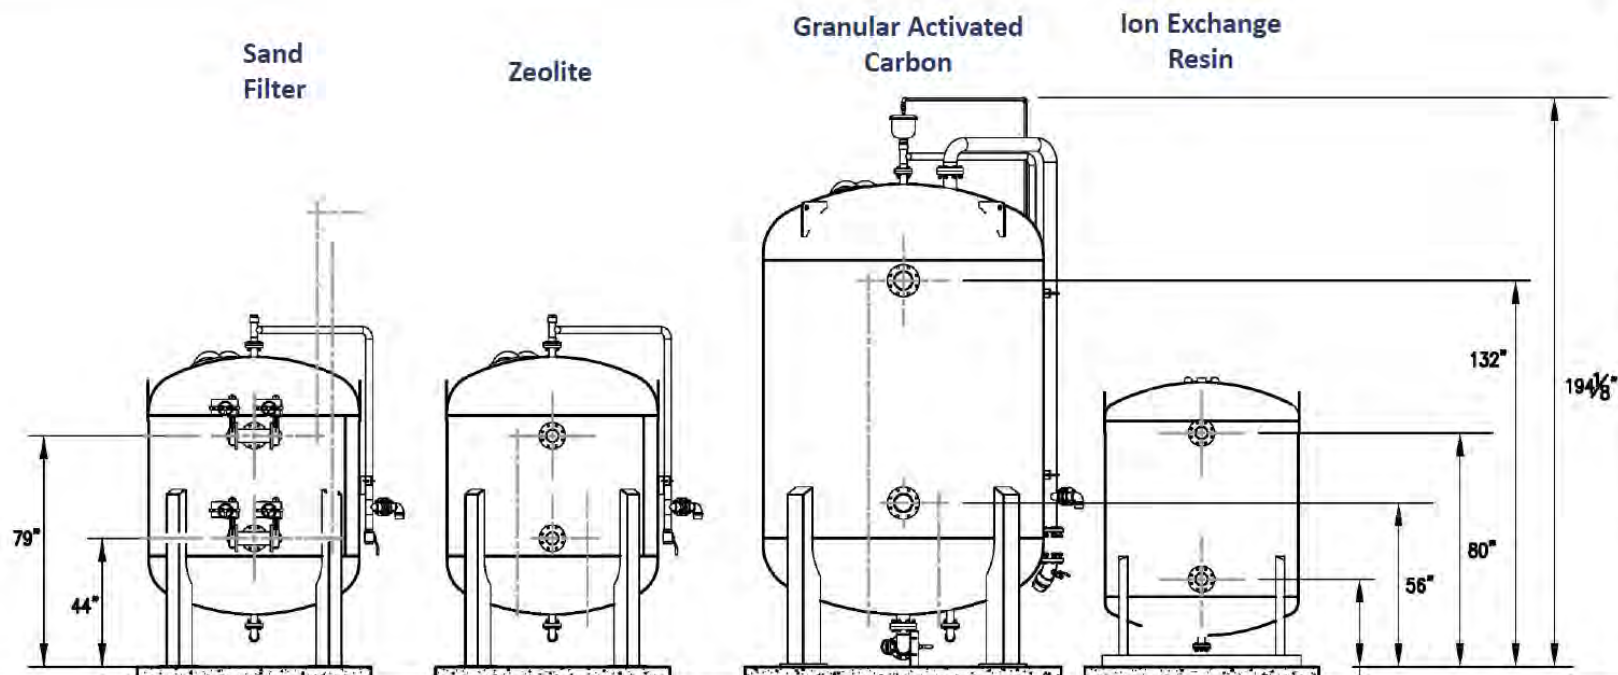 Sand
Filter
Zeolite
Granular Activated
Carbon
Ion Exchange
Resin
79"
44"
132"
194⅛"
80"
56"